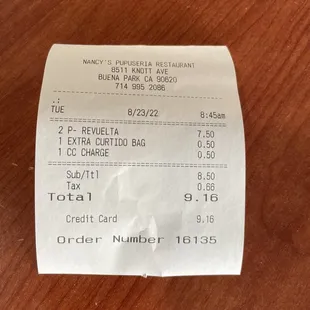 NANCY'S PUPUSERIA RESTAURANT
8511 KNOTT AVE
BUENA PARK CA 90620
714 995 2086
.:
TUE 8/23/22 8:45am
2 P- REVUELTA 7.50
1 EXTRA CURTIDO BAG 0.50
1 CC CHARGE 0.50
Sub/Ttl 8.50
Tax 0.66
Total 9.16
Credit Card 9.16
Order Number 16135